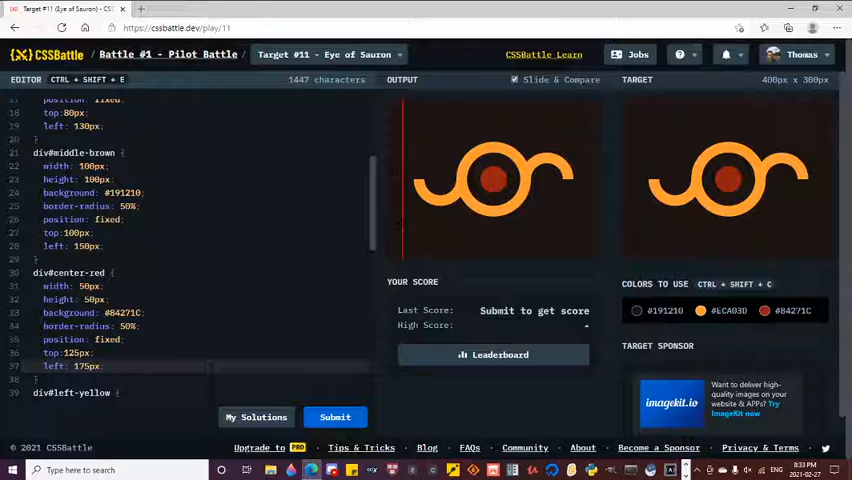 Target #11 (Eye of Sauron) - CSS
https://cssbattle.dev/play/11
CSSBattle
Battle #1 - Pilot Battle
Target #14 - Eye of Sauron
CSSBattle Learn
Jobs
Thomas
EDITOR CTRL + SHIFT + E
1447 characters
OUTPUT
Slide & Compare
TARGET
400px x 300px
17 position: fixed;
18 top:80px;
19 left: 130px;
20 }
21 div#middle-brown {
22 width: 100px;
23 height: 100px;
24 background: #191210;
25 border-radius: 50%;
26 position: fixed;
27 top:100px;
28 left: 150px;
29 }
30 div#center-red {
31 width: 50px;
32 height: 50px;
33 background: #84271C;
34 border-radius: 50%;
35 position: fixed;
36 top:125px;
37 left: 175px;
38 }
39 div#left-yellow {
YOUR SCORE
Last Score: Submit to get score
High Score: -
Leaderboard
COLORS TO USE CTRL + SHIFT + C
#191210
#ECA03D
#84271C
TARGET SPONSOR
imagekit.io
Want to deliver high-
quality images on your
website & APPs? Try
ImageKit now
My Solutions
Submit
© 2021 CSSBattle
Upgrade to PRO
Tips & Tricks
Blog
FAQs
Community
About
Become a Sponsor
Privacy & Terms
Type here to search
ENG
8:33 PM
2021-02-27